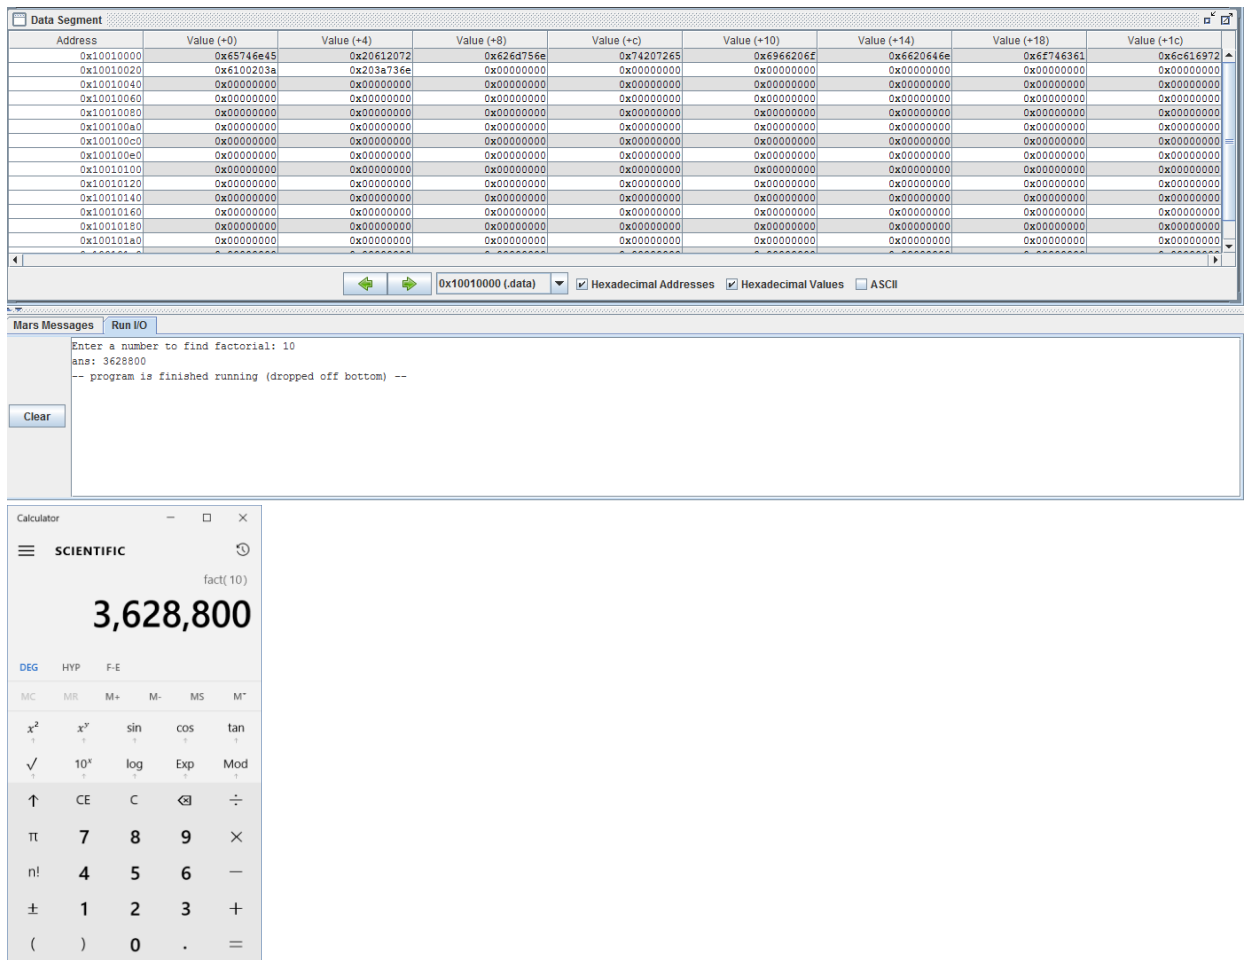 Data Segment
Address Value (+0) Value (+4) Value (+8) Value (+c) Value (+10) Value (+14) Value (+18) Value (+1c)
0x10010000 0x65746e45 0x20612072 0x626d756e 0x74207265 0x6966206f 0x6620646e 0x6f746361 0x6c616972
0x10010020 0x6100203a 0x203a736e 0x00000000 0x00000000 0x00000000 0x00000000 0x00000000 0x00000000
0x10010040 0x00000000 0x00000000 0x00000000 0x00000000 0x00000000 0x00000000 0x00000000 0x00000000
0x10010060 0x00000000 0x00000000 0x00000000 0x00000000 0x00000000 0x00000000 0x00000000 0x00000000
0x10010080 0x00000000 0x00000000 0x00000000 0x00000000 0x00000000 0x00000000 0x00000000 0x00000000
0x100100a0 0x00000000 0x00000000 0x00000000 0x00000000 0x00000000 0x00000000 0x00000000 0x00000000
0x100100c0 0x00000000 0x00000000 0x00000000 0x00000000 0x00000000 0x00000000 0x00000000 0x00000000
0x100100e0 0x00000000 0x00000000 0x00000000 0x00000000 0x00000000 0x00000000 0x00000000 0x00000000
0x10010100 0x00000000 0x00000000 0x00000000 0x00000000 0x00000000 0x00000000 0x00000000 0x00000000
0x10010120 0x00000000 0x00000000 0x00000000 0x00000000 0x00000000 0x00000000 0x00000000 0x00000000
0x10010140 0x00000000 0x00000000 0x00000000 0x00000000 0x00000000 0x00000000 0x00000000 0x00000000
0x10010160 0x00000000 0x00000000 0x00000000 0x00000000 0x00000000 0x00000000 0x00000000 0x00000000
0x10010180 0x00000000 0x00000000 0x00000000 0x00000000 0x00000000 0x00000000 0x00000000 0x00000000
0x100101a0 0x00000000 0x00000000 0x00000000 0x00000000 0x00000000 0x00000000 0x00000000 0x00000000
0x10010000 (.data) Hexadecimal Addresses Hexadecimal Values ASCII
Mars Messages Run I/O
Enter a number to find factorial: 10
ans: 3628800
-- program is finished running (dropped off bottom) --
Clear
Calculator
SCIENTIFIC
fact( 10 )
3,628,800
DEG HYP F-E
MC MR M+ M- MS M˅
x² xʸ sin cos tan
√ 10ˣ log Exp Mod
↑ CE C ⌫ ÷
π 7 8 9 ×
n! 4 5 6 −
± 1 2 3 +
( ) 0 . =